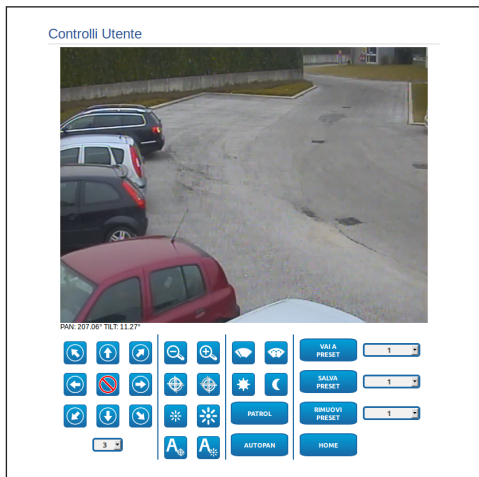 Controlli Utente
PAN: 207.06° TILT: 11.27°
VAI A
PRESET
1
SALVA
PRESET
1
PATROL
RIMUOVI
PRESET
1
3
A
A
AUTOPAN
HOME